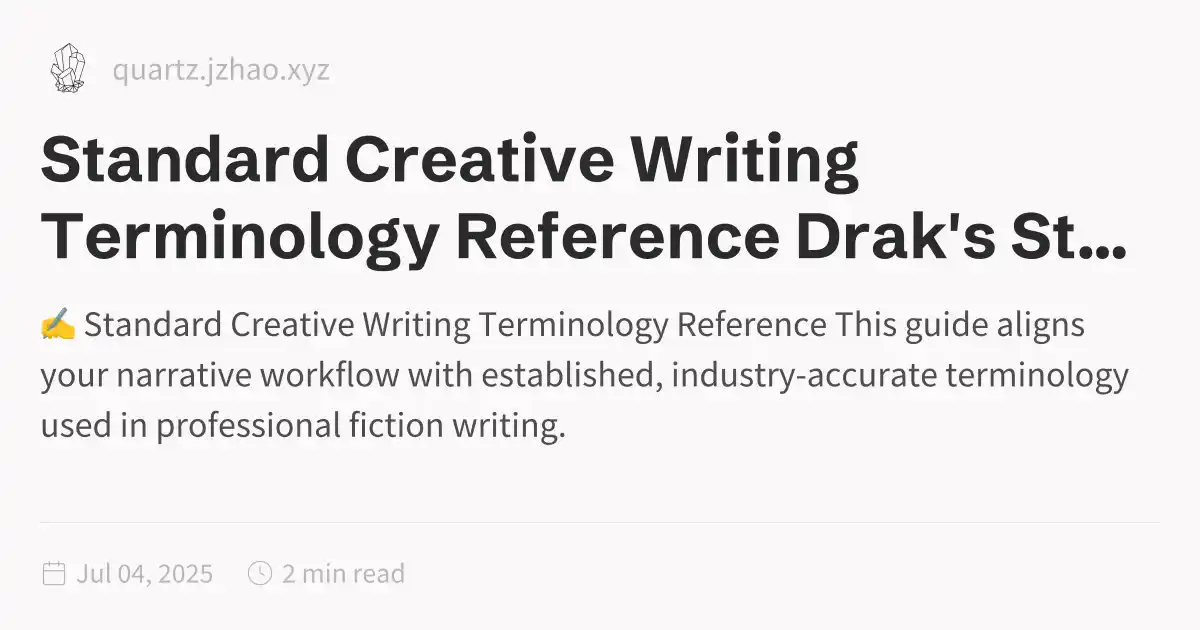 quartz.jzhao.xyz
Standard Creative Writing
Terminology Reference Drak's St...
✍️ Standard Creative Writing Terminology Reference This guide aligns
your narrative workflow with established, industry-accurate terminology
used in professional fiction writing.
Jul 04, 2025 2 min read